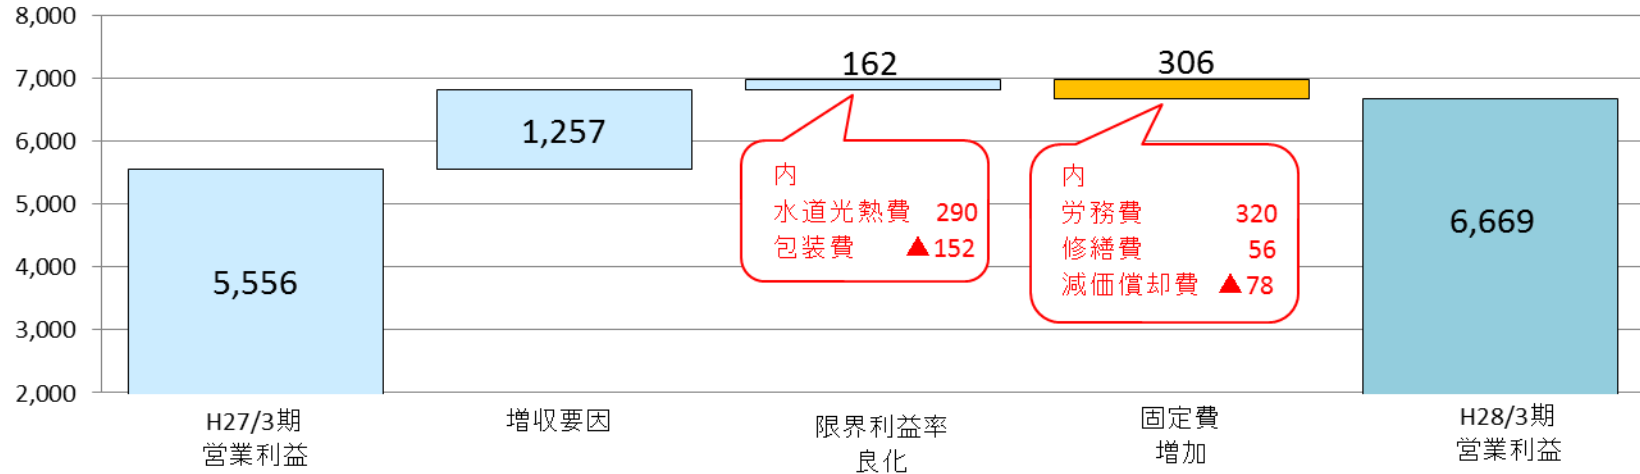 8,000
7,000
6,000
5,000
4,000
3,000
2,000
5,556
1,257
162
306
6,669
内
水道光熱費 290
包装費 ▲152
内
労務費 320
修繕費 56
減価償却費 ▲78
H27/3期
営業利益
増収要因
限界利益率
良化
固定費
増加
H28/3期
営業利益